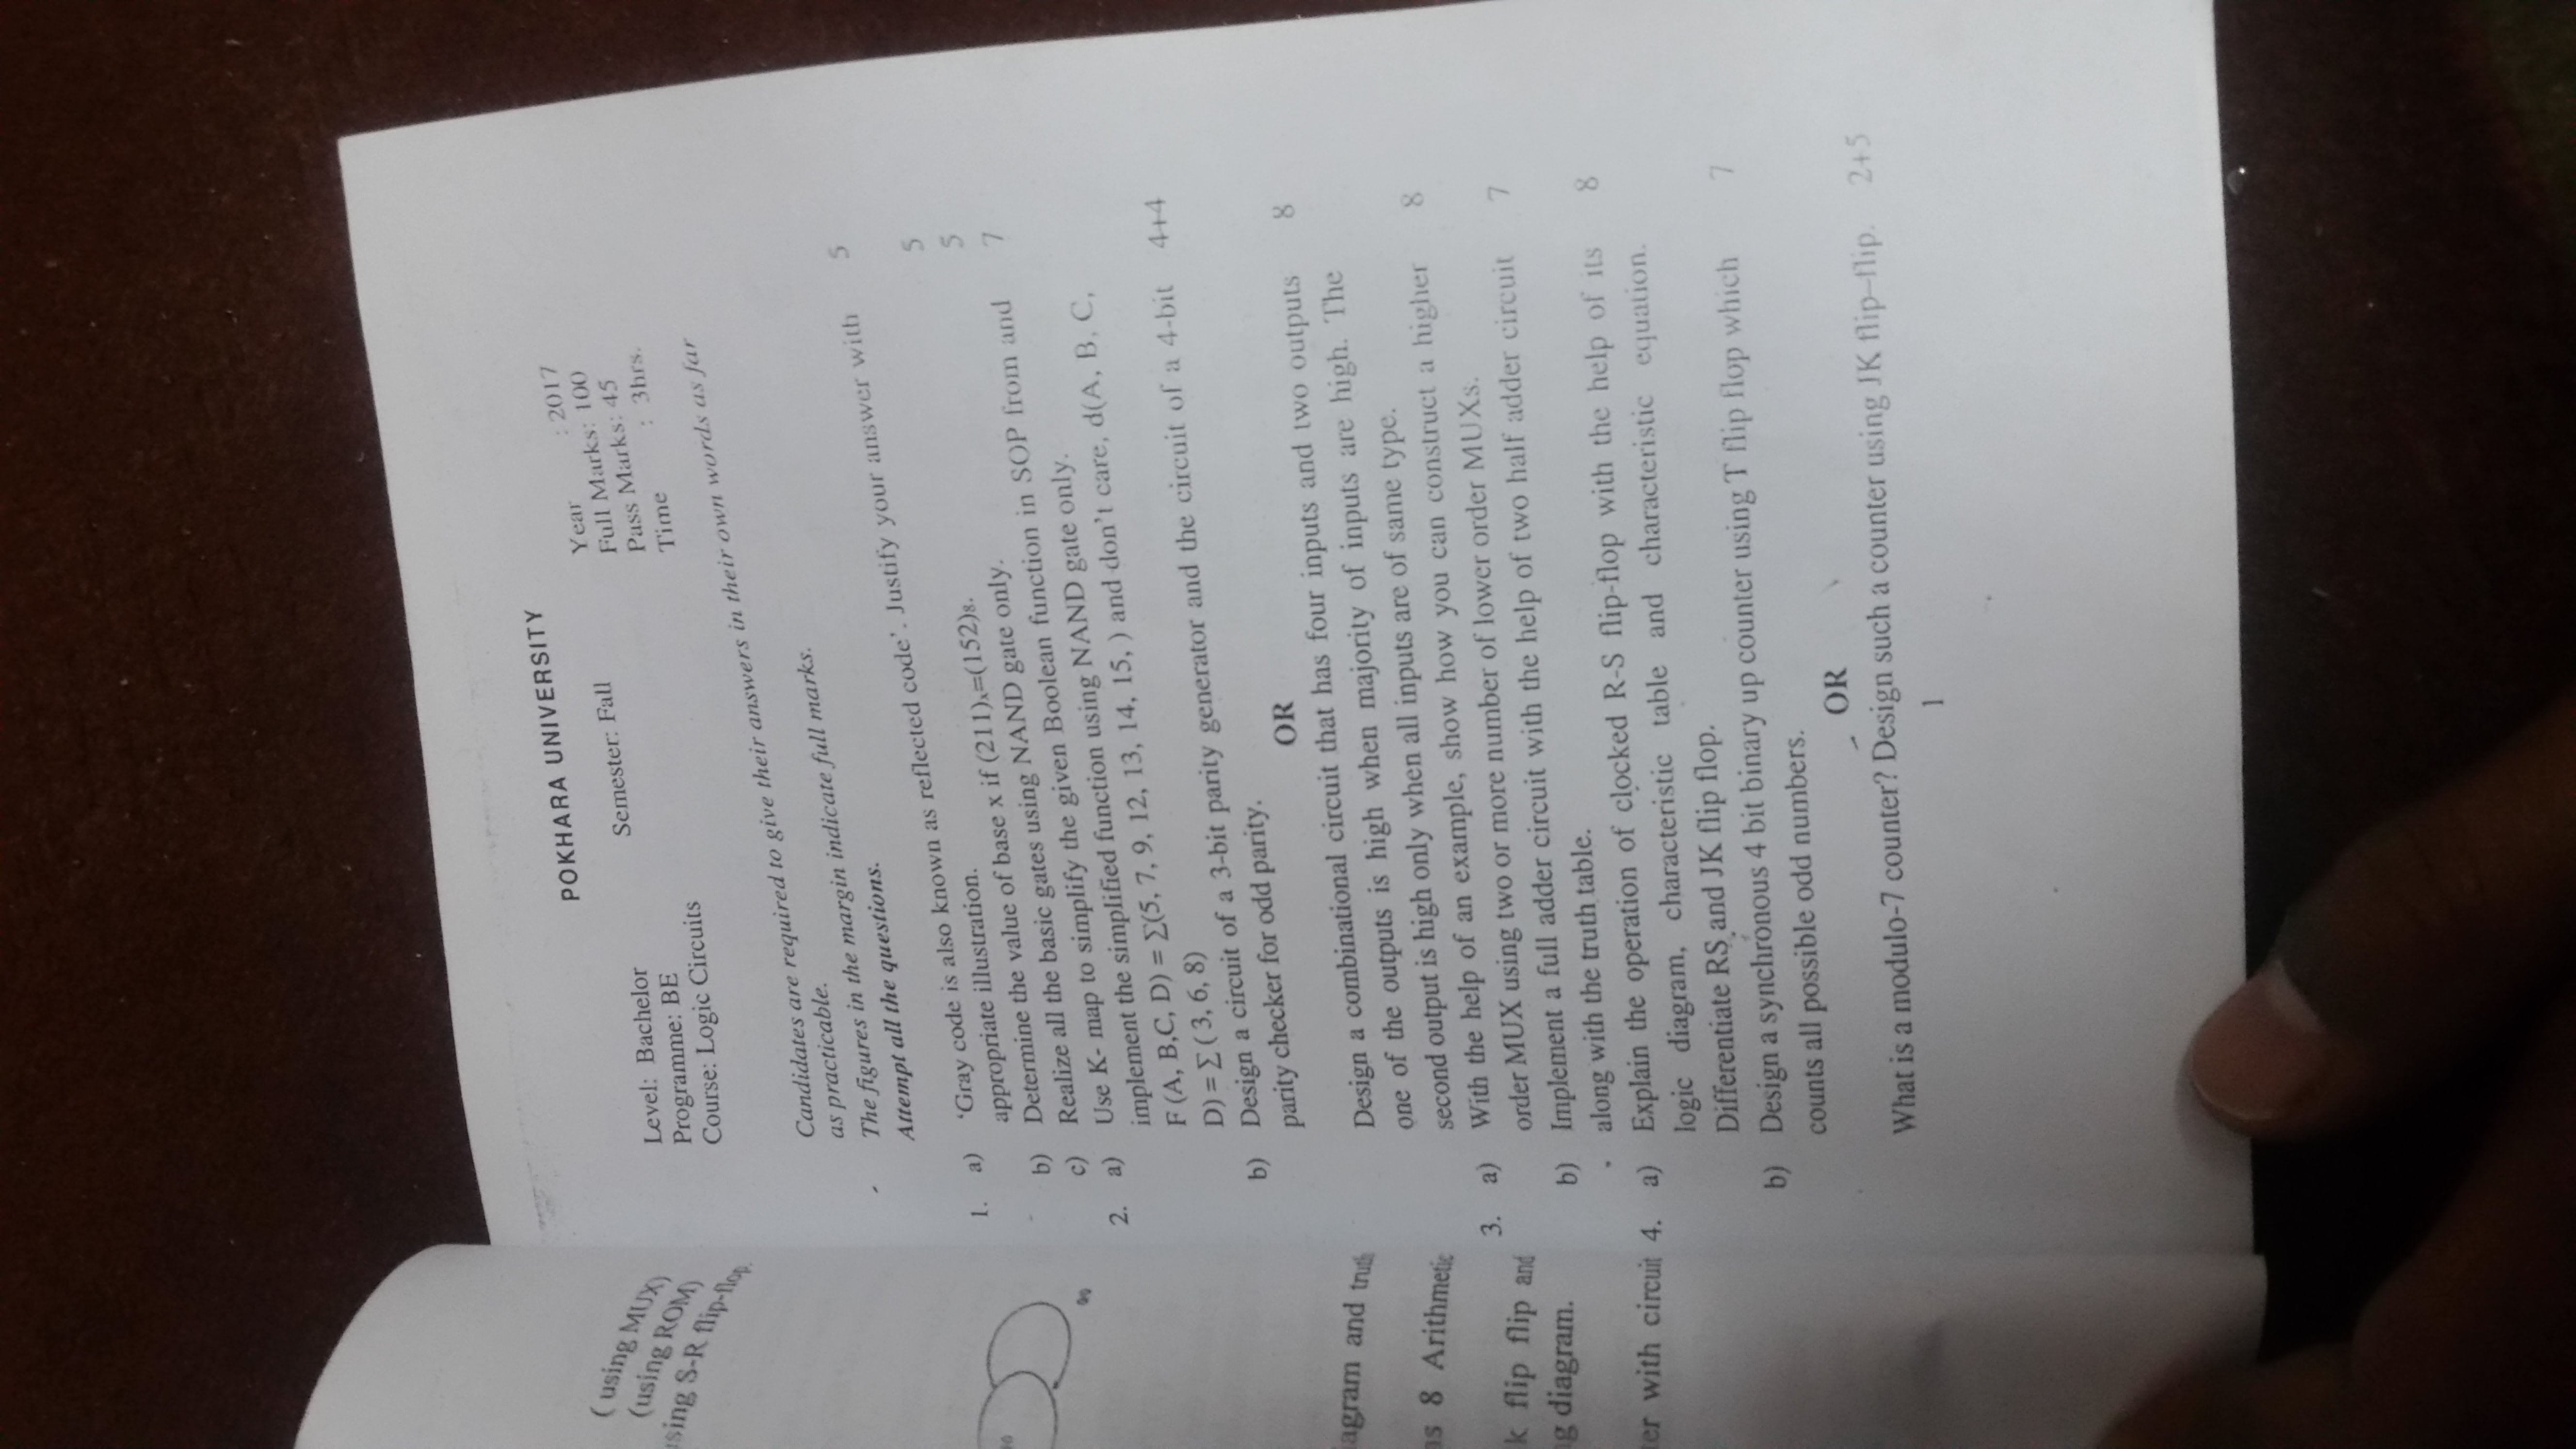 ( using MUX)
(using ROM)
using S-R flip-flop.
00
00
iagram and truth
as 8 Arithmetic
k flip flip and
ng diagram.
ter with circuit
POKHARA UNIVERSITY
Level: Bachelor Semester: Fall Year : 2017
Programme: BE Full Marks: 100
Course: Logic Circuits Pass Marks: 45
Time : 3hrs.
Candidates are required to give their answers in their own words as far
as practicable.
The figures in the margin indicate full marks.
Attempt all the questions.
1. a) ‘Gray code is also known as reflected code’. Justify your answer with 5
appropriate illustration.
b) Determine the value of base x if (211)ₓ=(152)₈. 5
c) Realize all the basic gates using NAND gate only. 5
2. a) Use K- map to simplify the given Boolean function in SOP from and 7
implement the simplified function using NAND gate only.
F (A, B,C, D) = ∑(5, 7, 9, 12, 13, 14, 15, ) and don’t care, d(A, B, C,
D) = ∑ ( 3, 6, 8)
b) Design a circuit of a 3-bit parity generator and the circuit of a 4-bit 4+4
parity checker for odd parity.
OR
Design a combinational circuit that has four inputs and two outputs 8
one of the outputs is high when majority of inputs are high. The
second output is high only when all inputs are of same type.
3. a) With the help of an example, show how you can construct a higher 8
order MUX using two or more number of lower order MUXs.
b) Implement a full adder circuit with the help of two half adder circuit 7
along with the truth table.
4. a) Explain the operation of clocked R-S flip-flop with the help of its 8
logic diagram, characteristic table and characteristic equation.
Differentiate RS and JK flip flop.
b) Design a synchronous 4 bit binary up counter using T flip flop which 7
counts all possible odd numbers.
OR
What is a modulo-7 counter? Design such a counter using JK flip–flip. 2+5
1